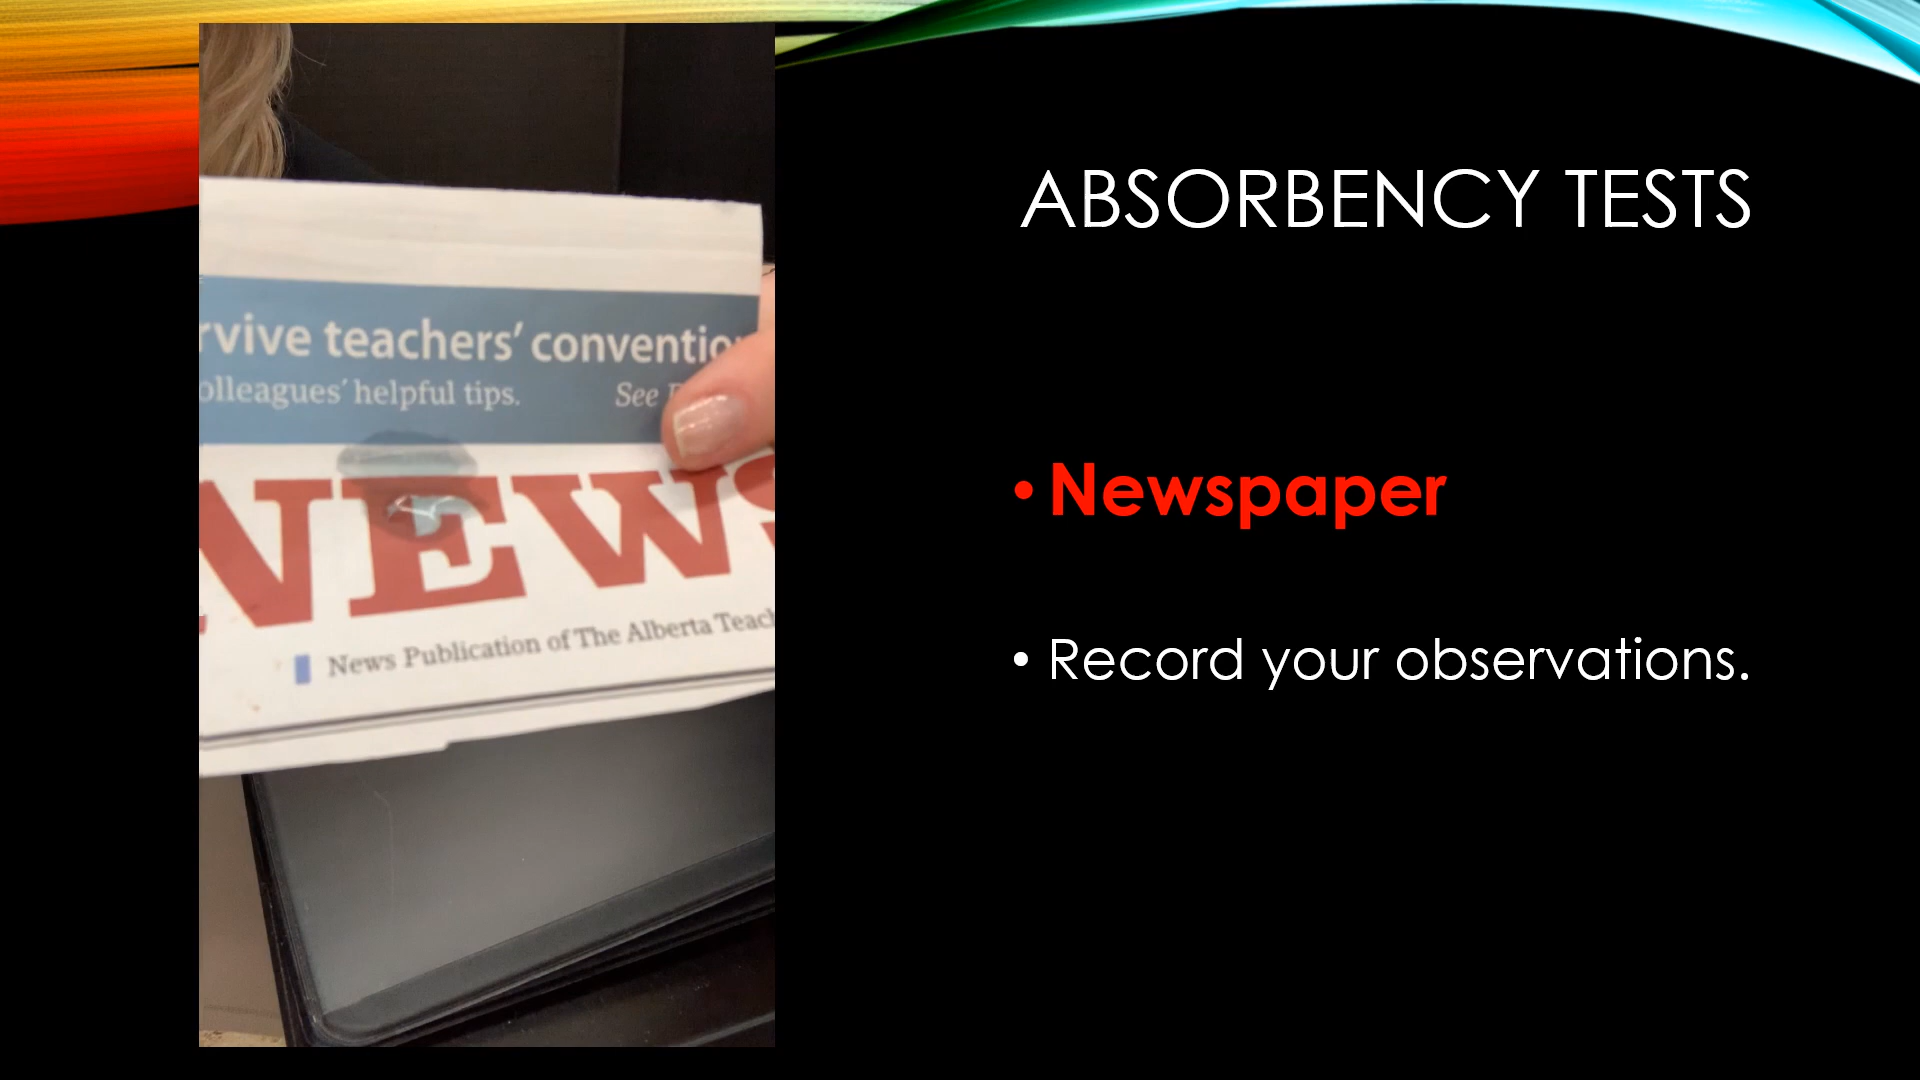 rvive teachers’ conventio
olleagues’ helpful tips. See
NEWS
News Publication of The Alberta Teach
ABSORBENCY TESTS
• Newspaper
• Record your observations.